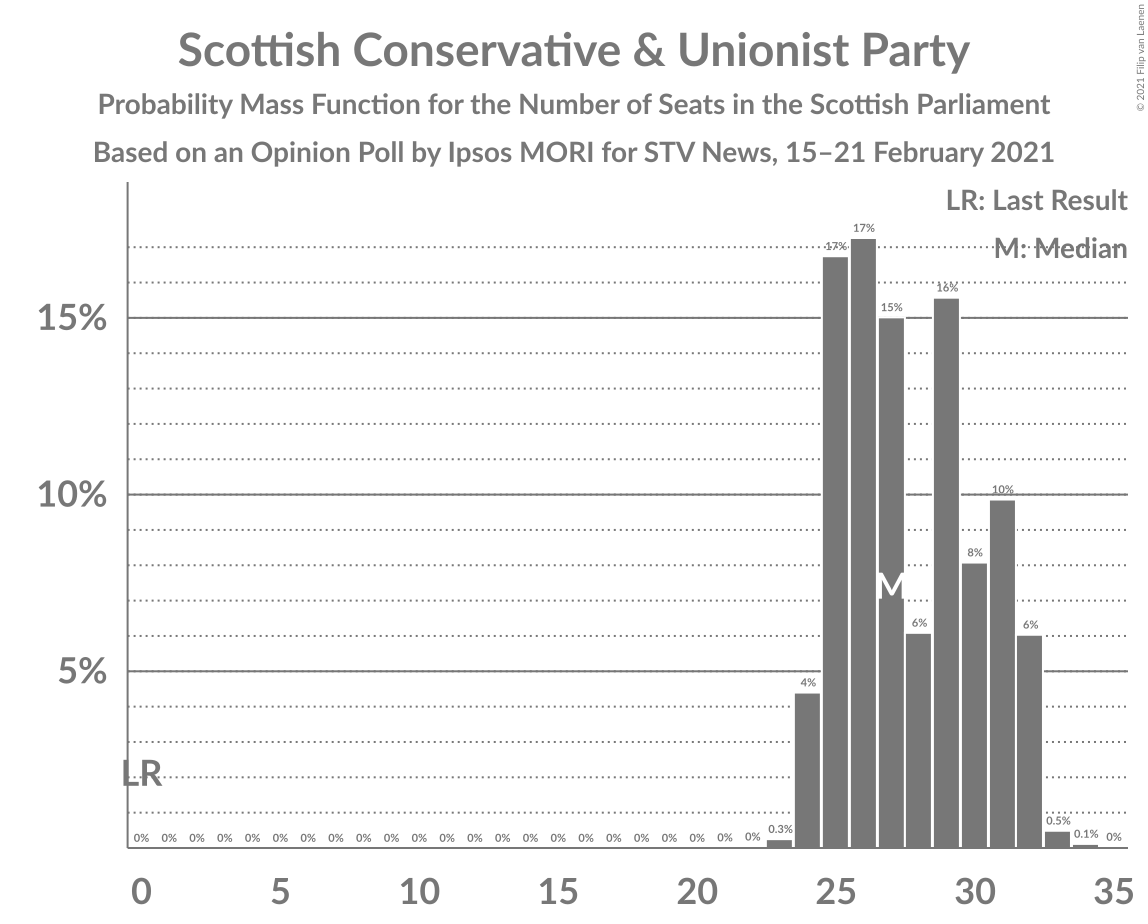 Scottish Conservative & Unionist Party
Probability Mass Function for the Number of Seats in the Scottish Parliament
Based on an Opinion Poll by Ipsos MORI for STV News, 15–21 February 2021
© 2021 Filip van Laenen
LR: Last Result
M: Median
15%
10%
5%
LR
M
0% 0% 0% 0% 0% 0% 0% 0% 0% 0% 0% 0% 0% 0% 0% 0% 0% 0% 0% 0% 0% 0% 0% 0.3% 4% 17% 17% 15% 6% 16% 8% 10% 6% 0.5% 0.1% 0%
0 5 10 15 20 25 30 35